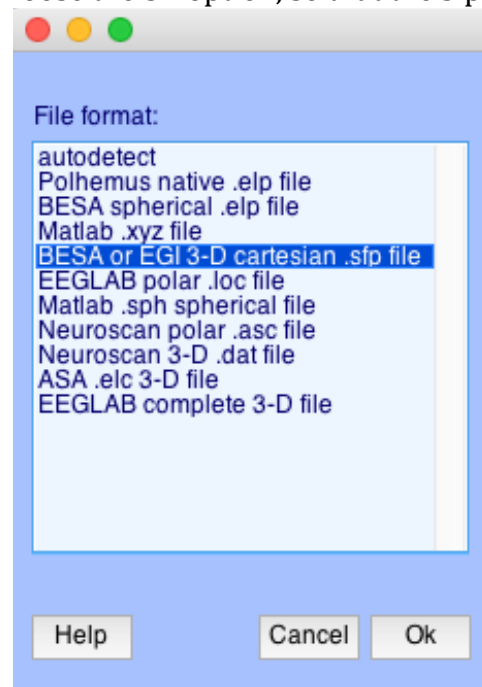 File format:
autodetect
Polhemus native .elp file
BESA spherical .elp file
Matlab .xyz file
BESA or EGI 3-D cartesian .sfp file
EEGLAB polar .loc file
Matlab .sph spherical file
Neuroscan polar .asc file
Neuroscan 3-D .dat file
ASA .elc 3-D file
EEGLAB complete 3-D file
Help Cancel Ok